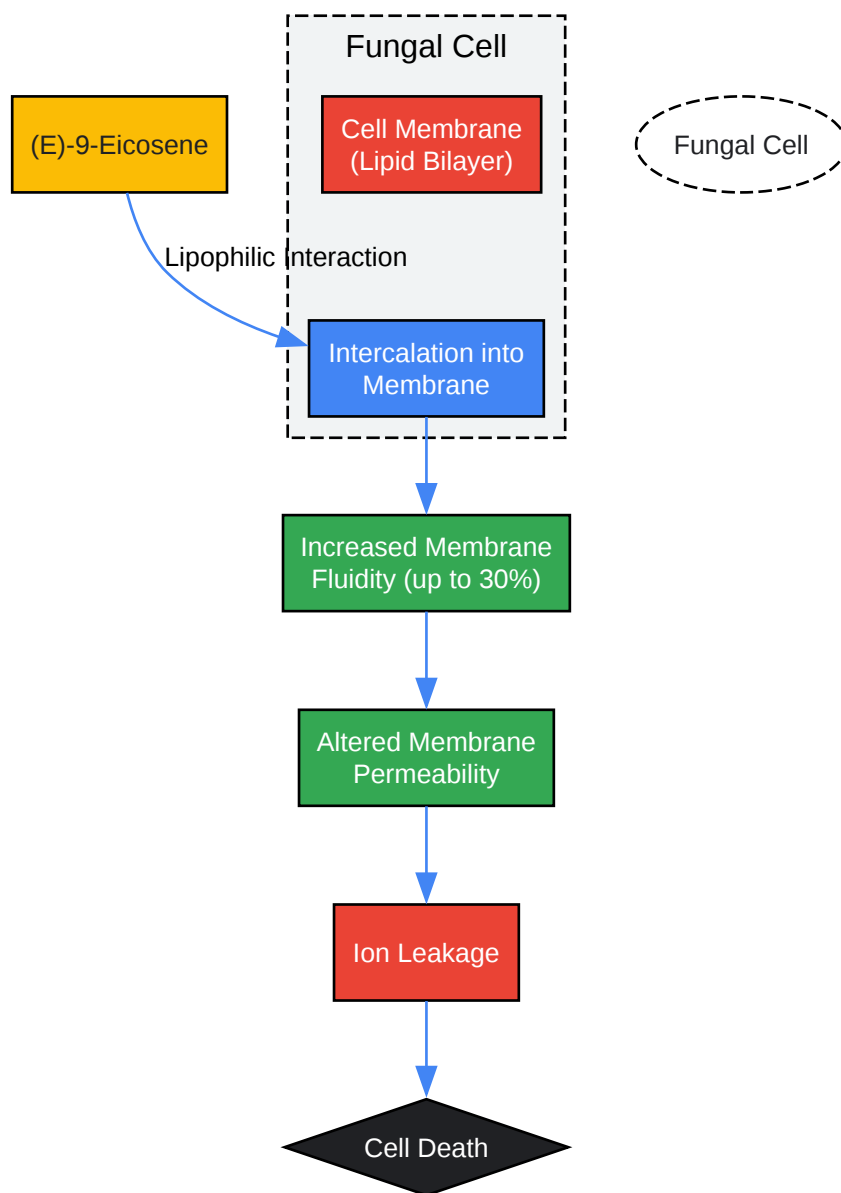 Fungal Cell
(E)-9-Eicosene
Cell Membrane
(Lipid Bilayer)
Fungal Cell
Lipophilic Interaction
Intercalation into
Membrane
Increased Membrane
Fluidity (up to 30%)
Altered Membrane
Permeability
Ion Leakage
Cell Death